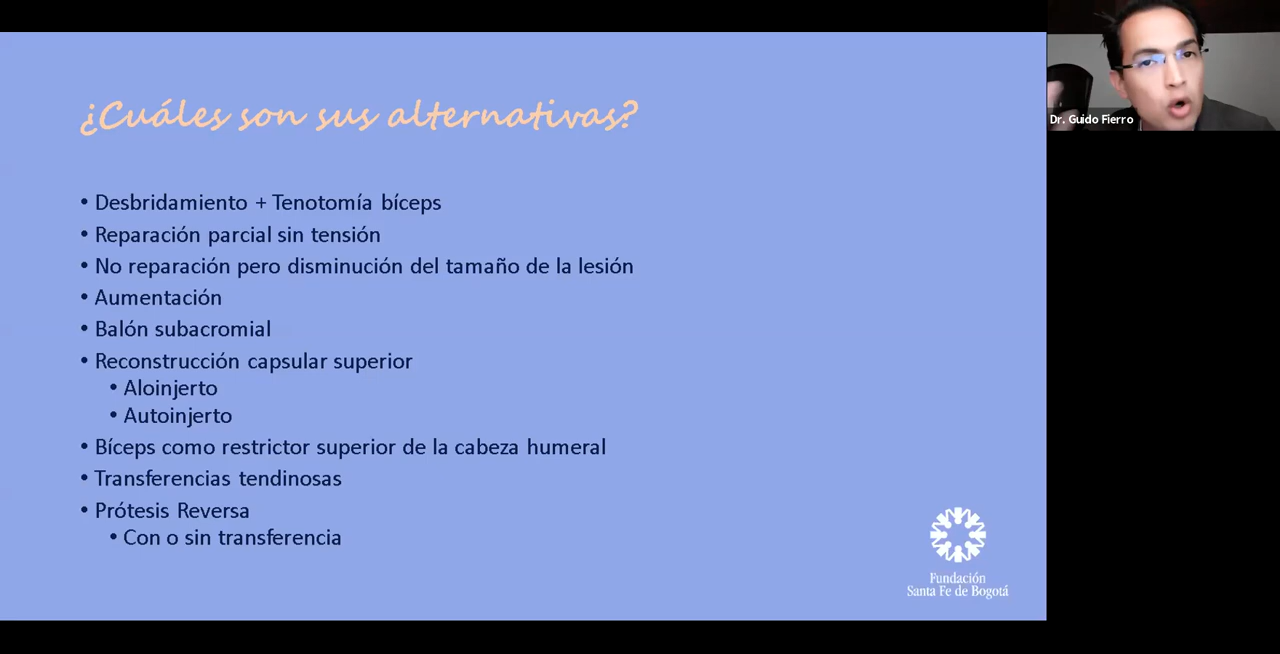 ¿Cuáles son sus alternativas?
• Desbridamiento + Tenotomía bíceps
• Reparación parcial sin tensión
• No reparación pero disminución del tamaño de la lesión
• Aumentación
• Balón subacromial
• Reconstrucción capsular superior
• Aloinjerto
• Autoinjerto
• Bíceps como restrictor superior de la cabeza humeral
• Transferencias tendinosas
• Prótesis Reversa
• Con o sin transferencia
Fundación
Santa Fe de Bogotá
Dr. Guido Fierro